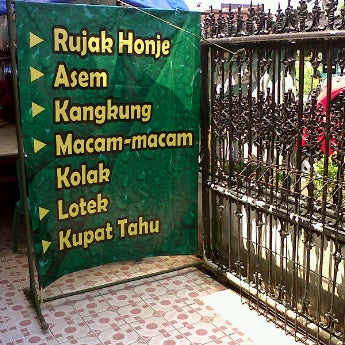 Rujak Honje
Asem
Kangkung
Macam-macam
Kolak
Lotek
Kupat Tahu